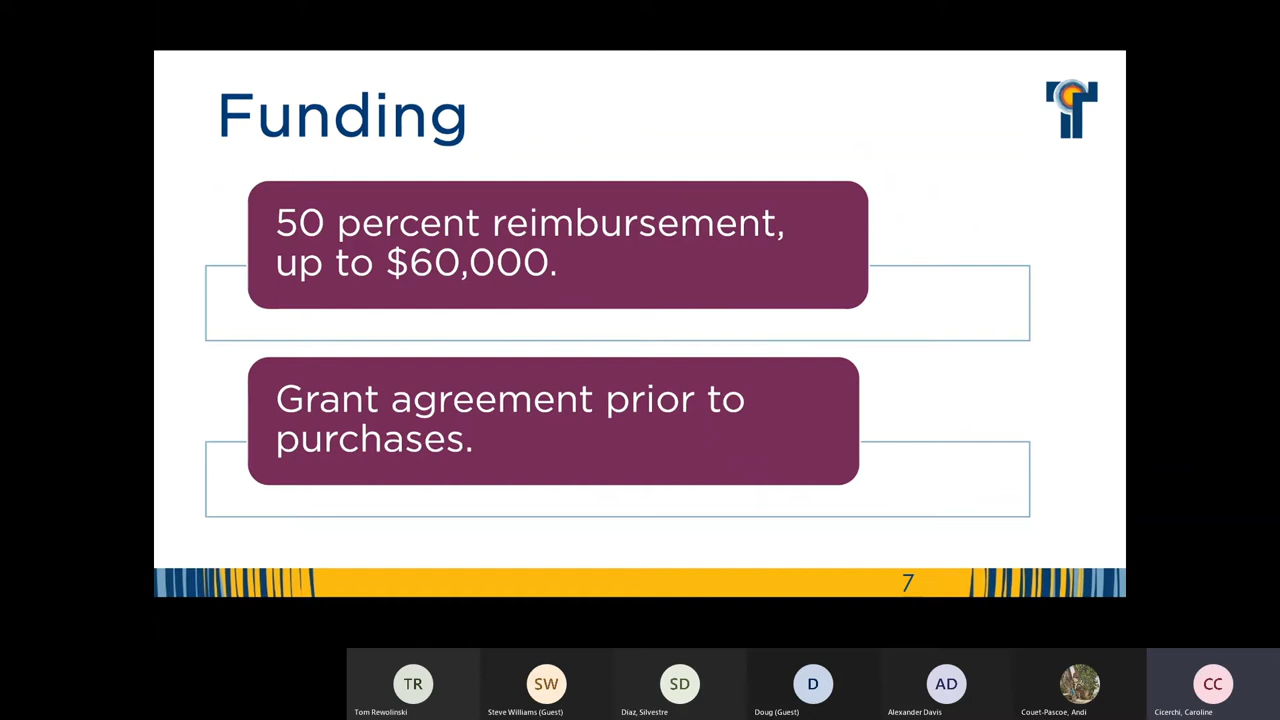 Funding
50 percent reimbursement,
up to $60,000.
Grant agreement prior to
purchases.
7
TR
SW
SD
D
AD
CC
Tom Rewolinski
Steve Williams (Guest)
Diaz, Silvestre
Doug (Guest)
Alexander Davis
Couet-Pascoe, Andi
Cicerchi, Caroline